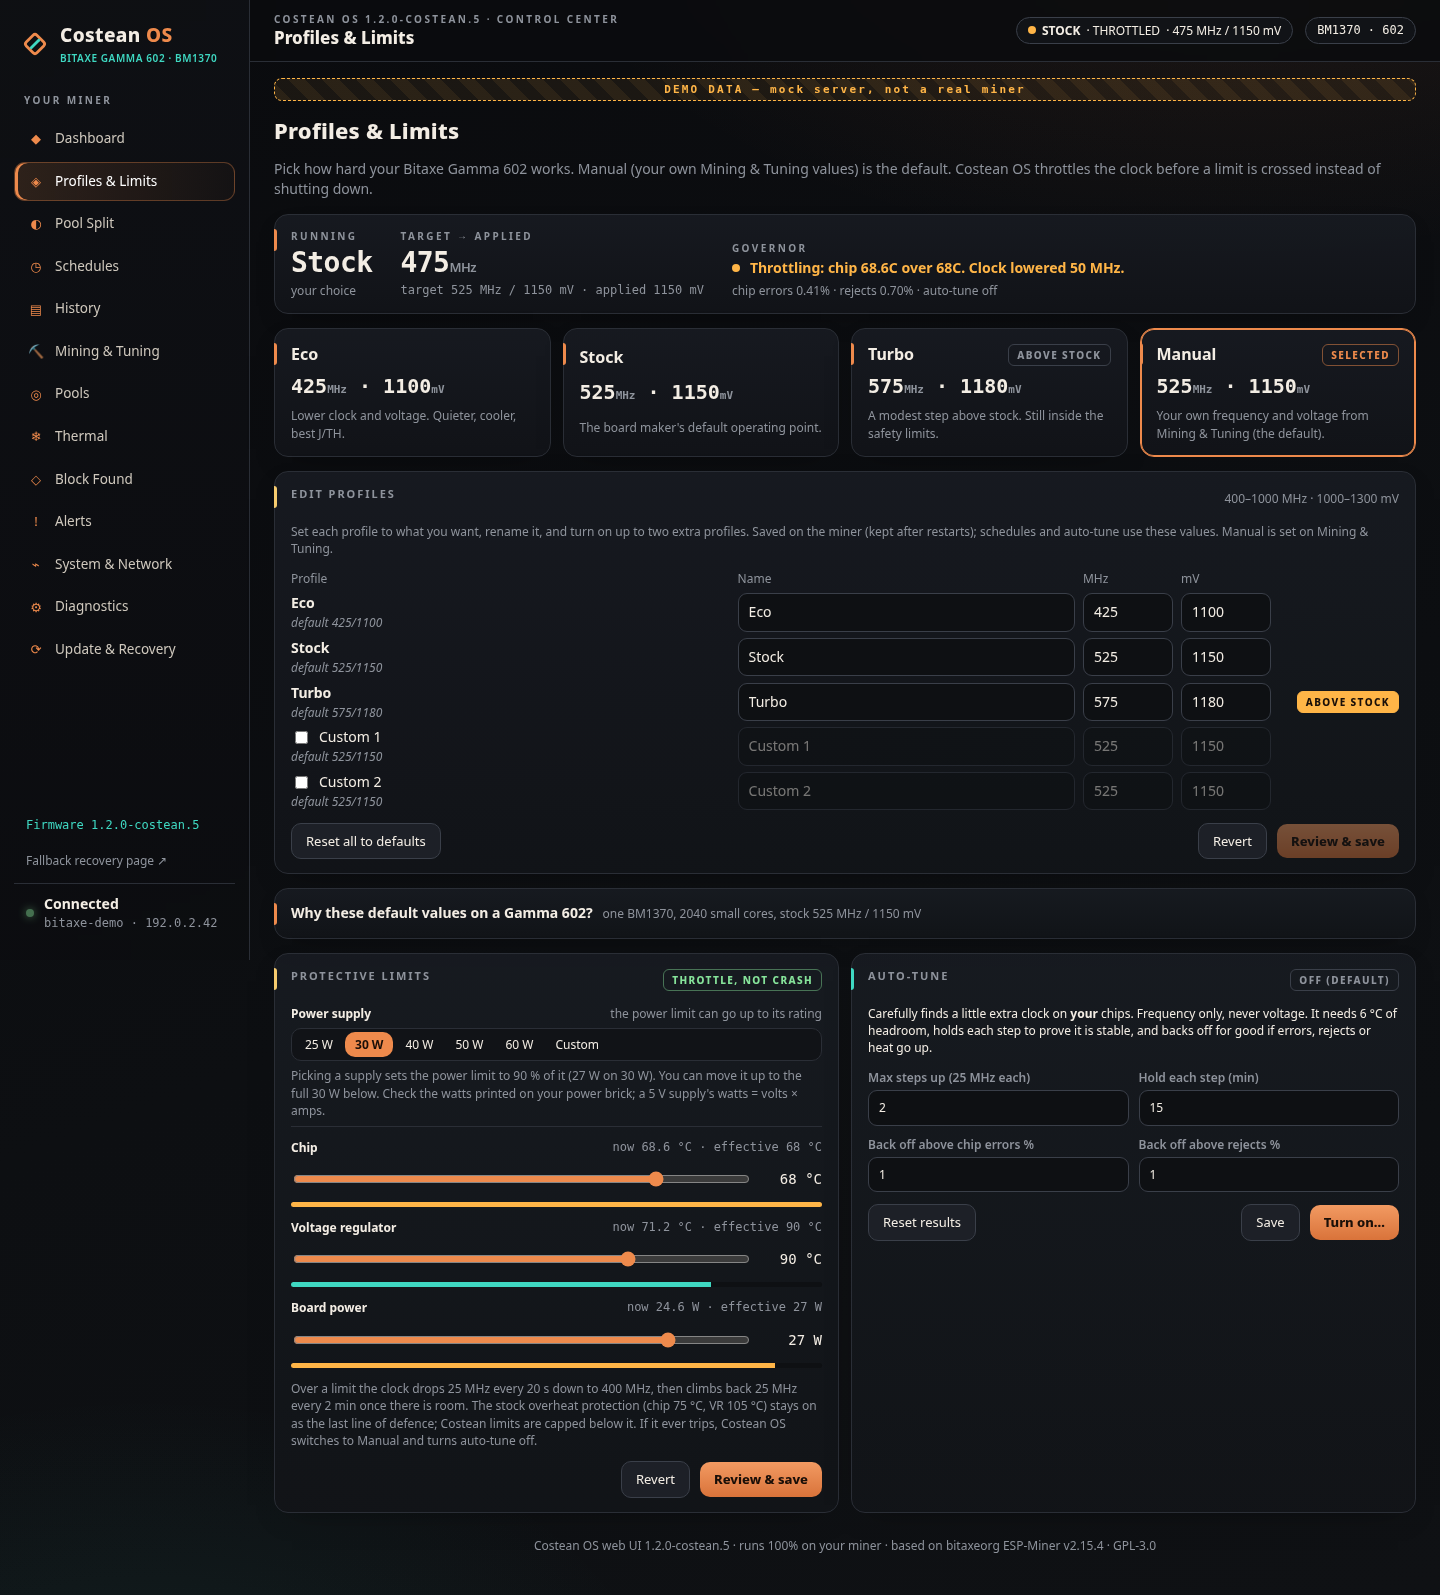 Costean OS
BITAXE GAMMA 602 · BM1370
YOUR MINER
Dashboard
Profiles & Limits
Pool Split
Schedules
History
Mining & Tuning
Pools
Thermal
Block Found
Alerts
System & Network
Diagnostics
Update & Recovery
Firmware 1.2.0-costean.5
Fallback recovery page ↗
Connected
bitaxe-demo · 192.0.2.42
COSTEAN OS 1.2.0-COSTEAN.5 · CONTROL CENTER
Profiles & Limits
STOCK · THROTTLED · 475 MHz / 1150 mV
BM1370 · 602
DEMO DATA — mock server, not a real miner
Profiles & Limits
Pick how hard your Bitaxe Gamma 602 works. Manual (your own Mining & Tuning values) is the default. Costean OS throttles the clock before a limit is crossed instead of
shutting down.
RUNNING
Stock
your choice
TARGET → APPLIED
475MHz
target 525 MHz / 1150 mV · applied 1150 mV
GOVERNOR
Throttling: chip 68.6C over 68C. Clock lowered 50 MHz.
chip errors 0.41% · rejects 0.70% · auto-tune off
Eco
425MHz · 1100mV
Lower clock and voltage. Quieter, cooler,
best J/TH.
Stock
525MHz · 1150mV
The board maker's default operating point.
Turbo
ABOVE STOCK
575MHz · 1180mV
A modest step above stock. Still inside the
safety limits.
Manual
SELECTED
525MHz · 1150mV
Your own frequency and voltage from
Mining & Tuning (the default).
EDIT PROFILES
400–1000 MHz · 1000–1300 mV
Set each profile to what you want, rename it, and turn on up to two extra profiles. Saved on the miner (kept after restarts); schedules and auto-tune use these values. Manual is set on Mining &
Tuning.
Profile Name MHz mV
Eco
default 425/1100
Eco 425 1100
Stock
default 525/1150
Stock 525 1150
Turbo
default 575/1180
Turbo 575 1180 ABOVE STOCK
Custom 1
default 525/1150
Custom 1 525 1150
Custom 2
default 525/1150
Custom 2 525 1150
Reset all to defaults
Revert
Review & save
Why these default values on a Gamma 602? one BM1370, 2040 small cores, stock 525 MHz / 1150 mV
PROTECTIVE LIMITS
THROTTLE, NOT CRASH
Power supply
the power limit can go up to its rating
25 W 30 W 40 W 50 W 60 W Custom
Picking a supply sets the power limit to 90 % of it (27 W on 30 W). You can move it up to the
full 30 W below. Check the watts printed on your power brick; a 5 V supply's watts = volts ×
amps.
Chip
now 68.6 °C · effective 68 °C
68 °C
Voltage regulator
now 71.2 °C · effective 90 °C
90 °C
Board power
now 24.6 W · effective 27 W
27 W
Over a limit the clock drops 25 MHz every 20 s down to 400 MHz, then climbs back 25 MHz
every 2 min once there is room. The stock overheat protection (chip 75 °C, VR 105 °C) stays on
as the last line of defence; Costean limits are capped below it. If it ever trips, Costean OS
switches to Manual and turns auto-tune off.
Revert
Review & save
AUTO-TUNE
OFF (DEFAULT)
Carefully finds a little extra clock on your chips. Frequency only, never voltage. It needs 6 °C of
headroom, holds each step to prove it is stable, and backs off for good if errors, rejects or
heat go up.
Max steps up (25 MHz each)
2
Hold each step (min)
15
Back off above chip errors %
1
Back off above rejects %
1
Reset results
Save
Turn on...
Costean OS web UI 1.2.0-costean.5 · runs 100% on your miner · based on bitaxeorg ESP-Miner v2.15.4 · GPL-3.0